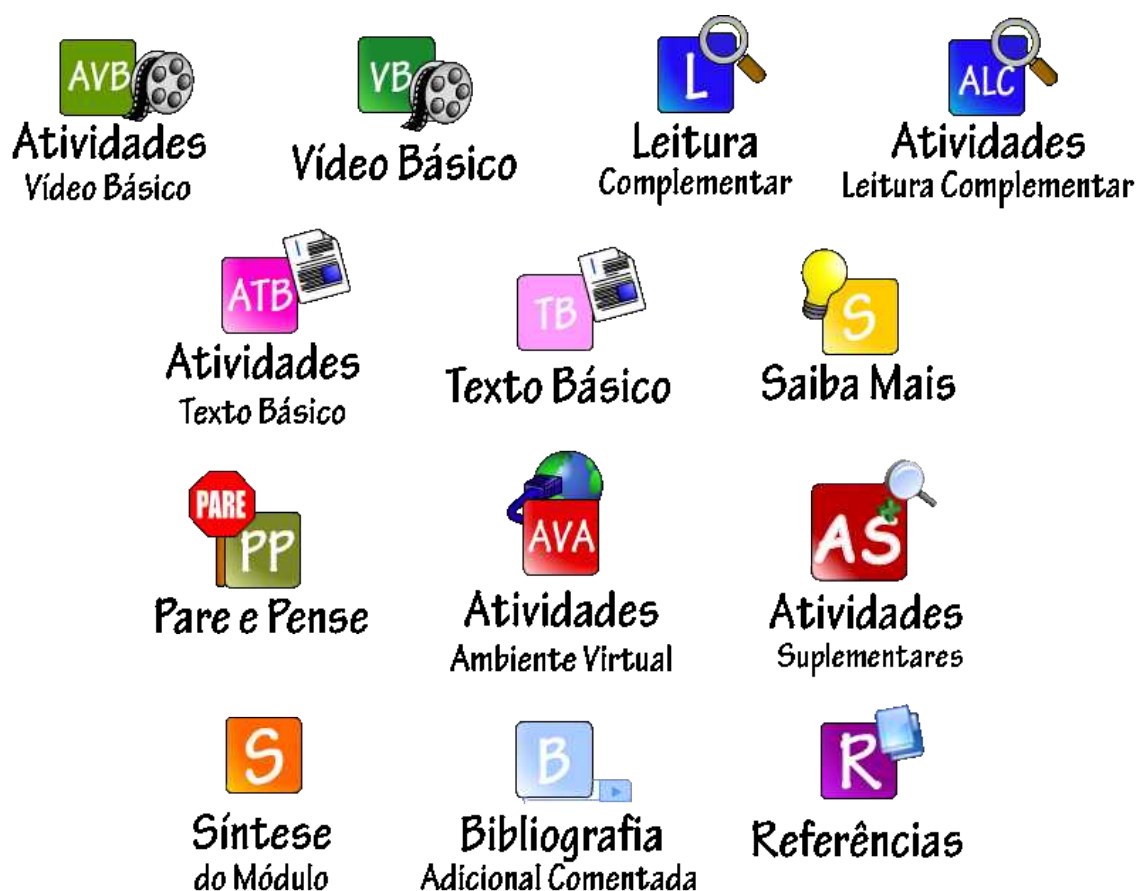 AVB
Atividades
Vídeo Básico
VB
Vídeo Básico
L
Leitura
Complementar
ALC
Atividades
Leitura Complementar
ATB
Atividades
Texto Básico
TB
Texto Básico
S
Saiba Mais
PARE
PP
Pare e Pense
AVA
Atividades
Ambiente Virtual
AS
Atividades
Suplementares
S
Síntese
do Módulo
B
Bibliografia
Adicional Comentada
R
Referências